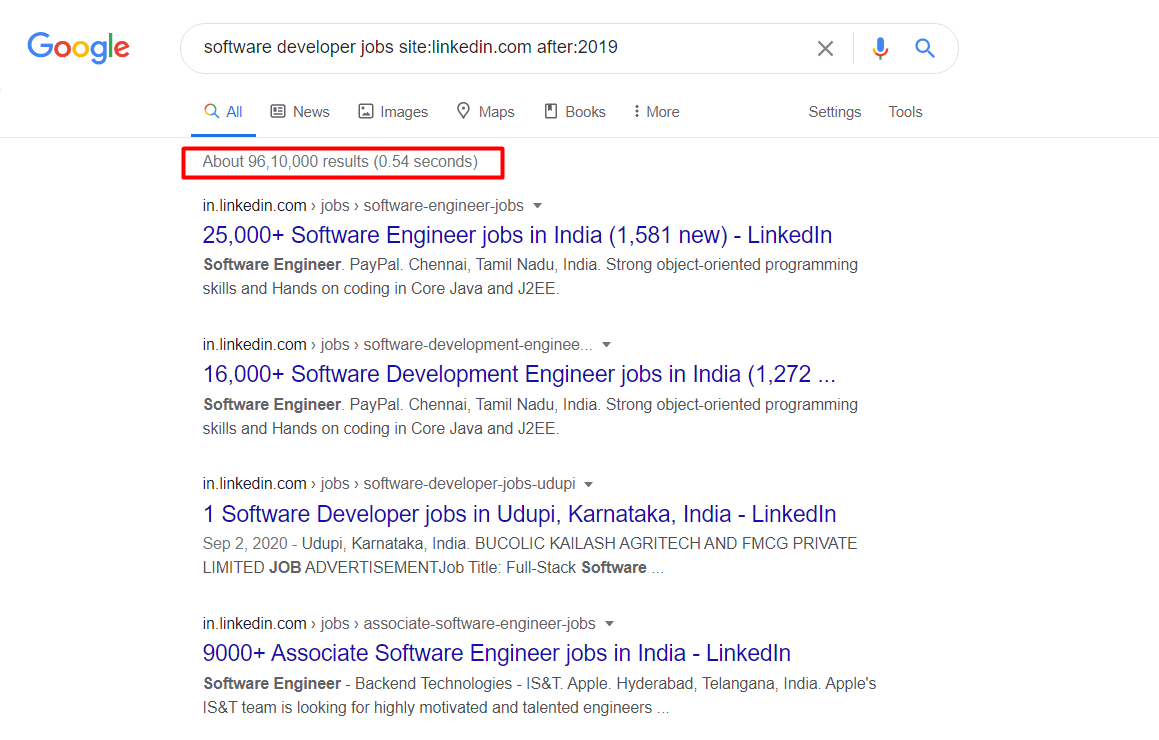 Google
software developer jobs site:linkedin.com after:2019
All News Images Maps Books More Settings Tools
About 96,10,000 results (0.54 seconds)
in.linkedin.com › jobs › software-engineer-jobs
25,000+ Software Engineer jobs in India (1,581 new) - LinkedIn
Software Engineer. PayPal. Chennai, Tamil Nadu, India. Strong object-oriented programming
skills and Hands on coding in Core Java and J2EE.
in.linkedin.com › jobs › software-development-enginee...
16,000+ Software Development Engineer jobs in India (1,272 ...
Software Engineer. PayPal. Chennai, Tamil Nadu, India. Strong object-oriented programming
skills and Hands on coding in Core Java and J2EE.
in.linkedin.com › jobs › software-developer-jobs-udupi
1 Software Developer jobs in Udupi, Karnataka, India - LinkedIn
Sep 2, 2020 - Udupi, Karnataka, India. BUCOLIC KAILASH AGRITECH AND FMCG PRIVATE
LIMITED JOB ADVERTISEMENTJob Title: Full-Stack Software ...
in.linkedin.com › jobs › associate-software-engineer-jobs
9000+ Associate Software Engineer jobs in India - LinkedIn
Software Engineer - Backend Technologies - IS&T. Apple. Hyderabad, Telangana, India. Apple's
IS&T team is looking for highly motivated and talented engineers ...